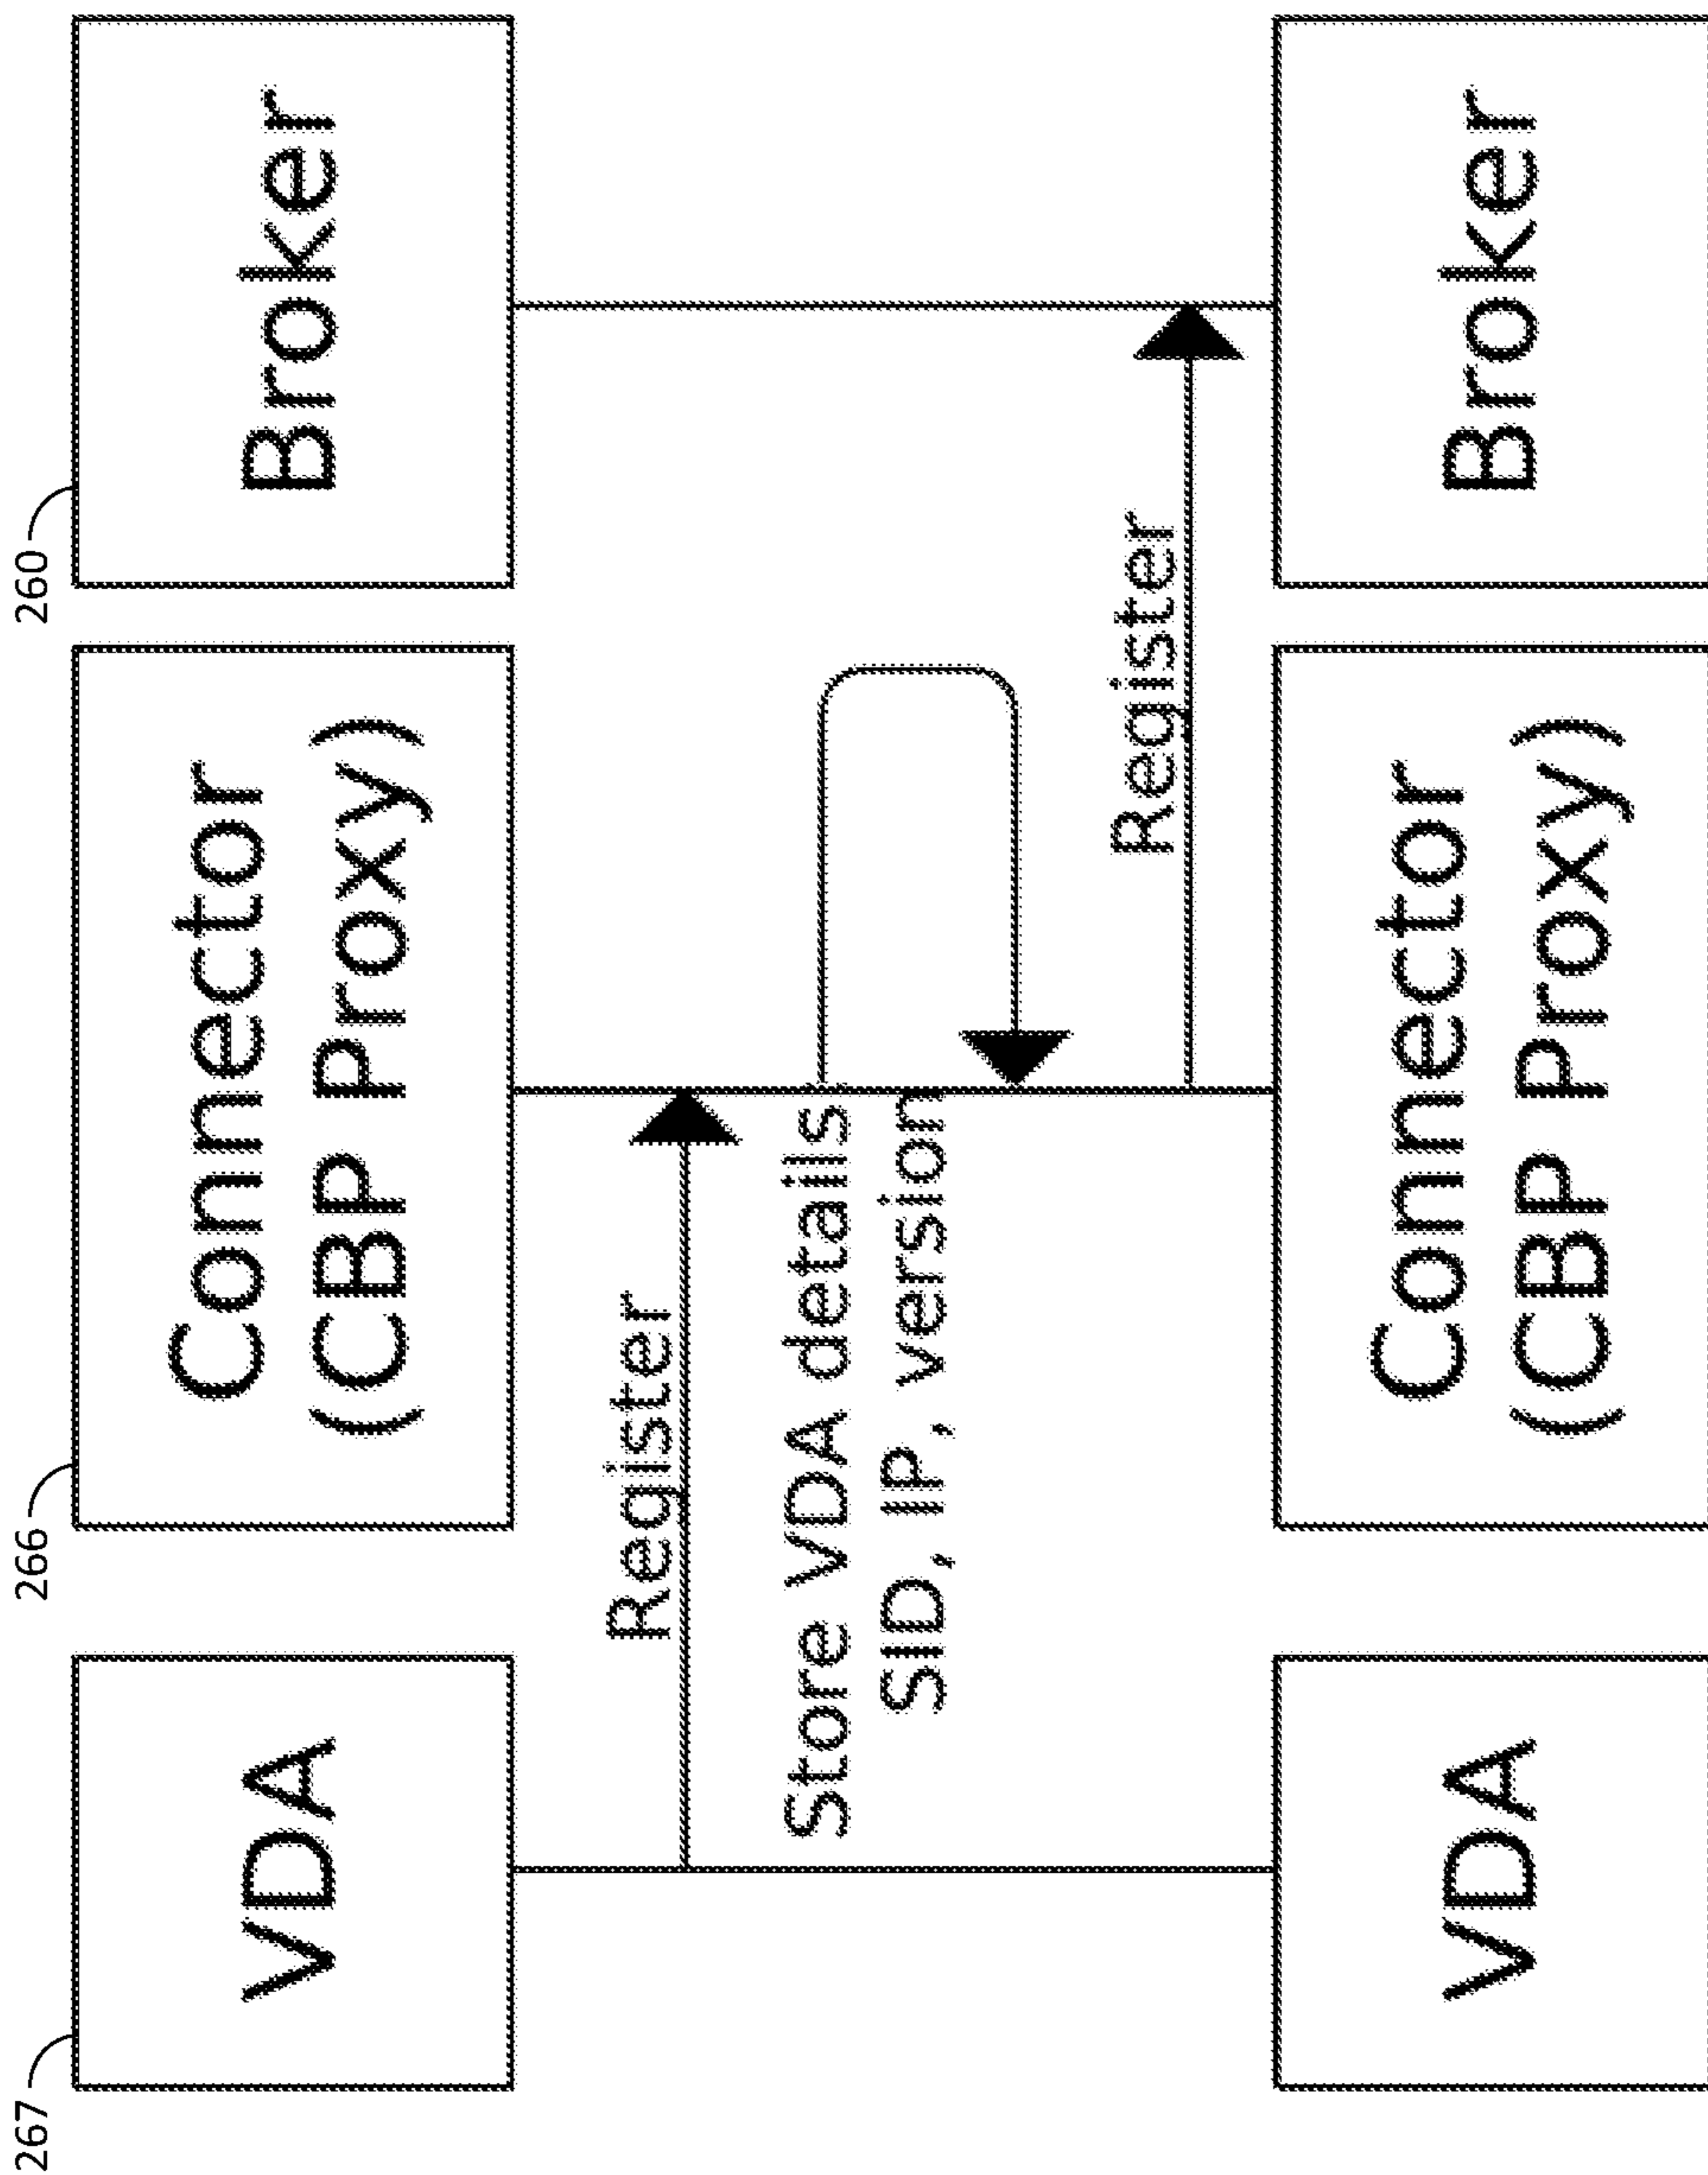 267
266
260
VDA
Connector
(CBP Proxy)
Broker
Register
Store VDA details
SID, IP, version
Register
VDA
Connector
(CBP Proxy)
Broker